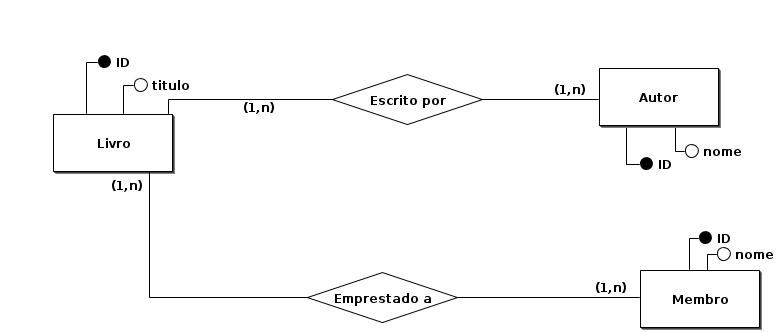 ID
titulo
Livro
(1,n)
Escrito por
(1,n)
Autor
ID
nome
(1,n)
Emprestado a
(1,n)
ID
nome
Membro